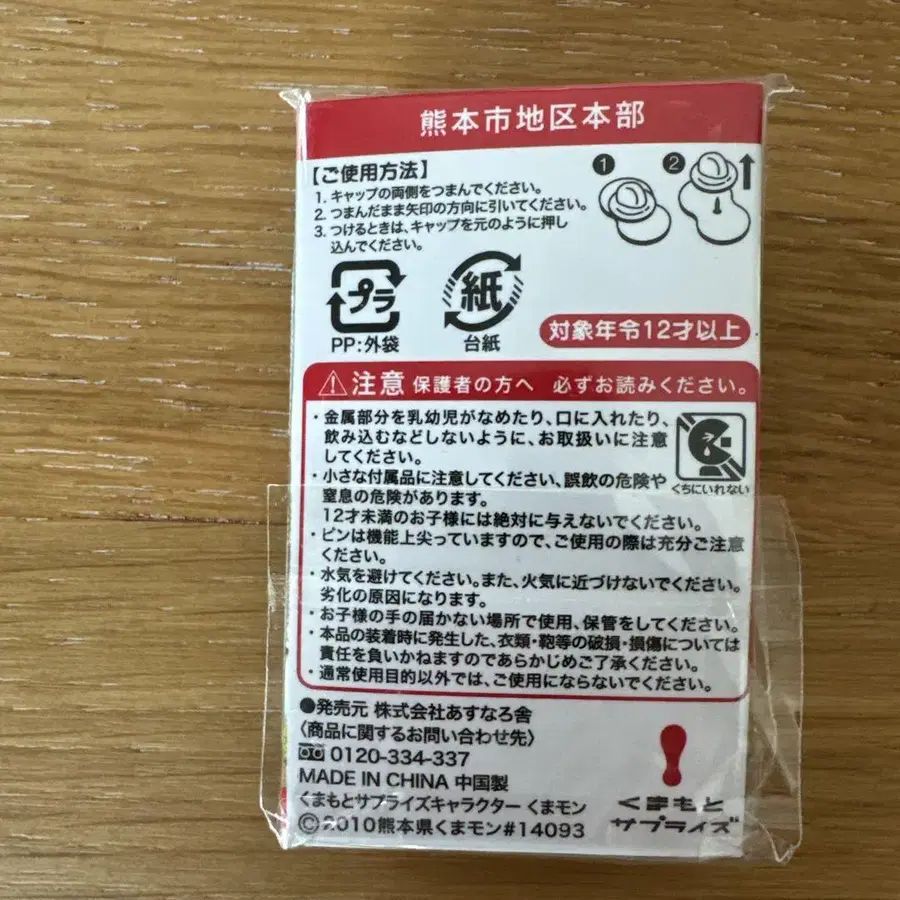 熊本市地区本部
【ご使用方法】
1. キャップの両側をつまんでください。
2. つまんだまま矢印の方向に引いてください。
3. つけるときは、キャップを元のように押し
込んでください。
1
2
プラ
PP:外袋
紙
台紙
対象年令12才以上
注意 保護者の方へ 必ずお読みください。
・金属部分を乳幼児がなめたり、口に入れたり、
飲み込むなどしないように、お取扱いに注意
してください。
くちにいれない
・小さな付属品に注意してください、誤飲の危険や
窒息の危険があります。
12才未満のお子様には絶対に与えないでください。
・ピンは機能上尖っていますので、ご使用の際は充分ご注意
ください。
・水気を避けてください。また、火気に近づけないでください。
劣化の原因になります。
・お子様の手の届かない場所で使用、保管をしてください。
・本品の装着時に発生した、衣類・鞄等の破損・損傷については
責任を負いかねますのであらかじめご了承ください。
・通常使用目的以外では、ご使用にならないでください。
●発売元 株式会社あすなろ舎
〈商品に関するお問い合わせ先〉
0120-334-337
MADE IN CHINA 中国製
くまもとサプライズキャラクター くまモン
©2010熊本県くまモン#14093
くまもと
サプライズ